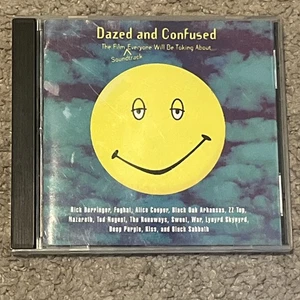 Dazed and Confused
The Film Everyone Will Be Talking About...
Soundtrack
Rick Derringer, Foghat, Alice Cooper, Black Oak Arkansas, ZZ Top,
Nazareth, Ted Nugent, The Runaways, Sweet, War, Lynyrd Skynyrd,
Deep Purple, Kiss, and Black Sabbath